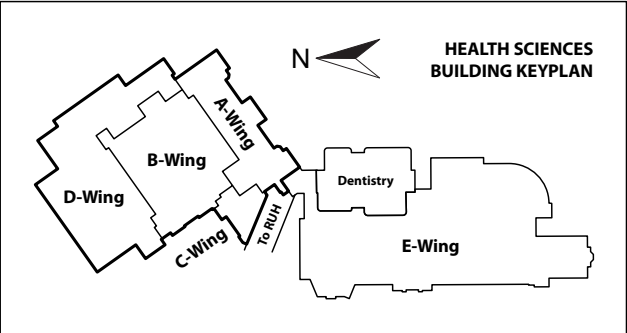 N
HEALTH SCIENCES
BUILDING KEYPLAN
A-Wing
B-Wing
Dentistry
D-Wing
To RUH
C-Wing
E-Wing